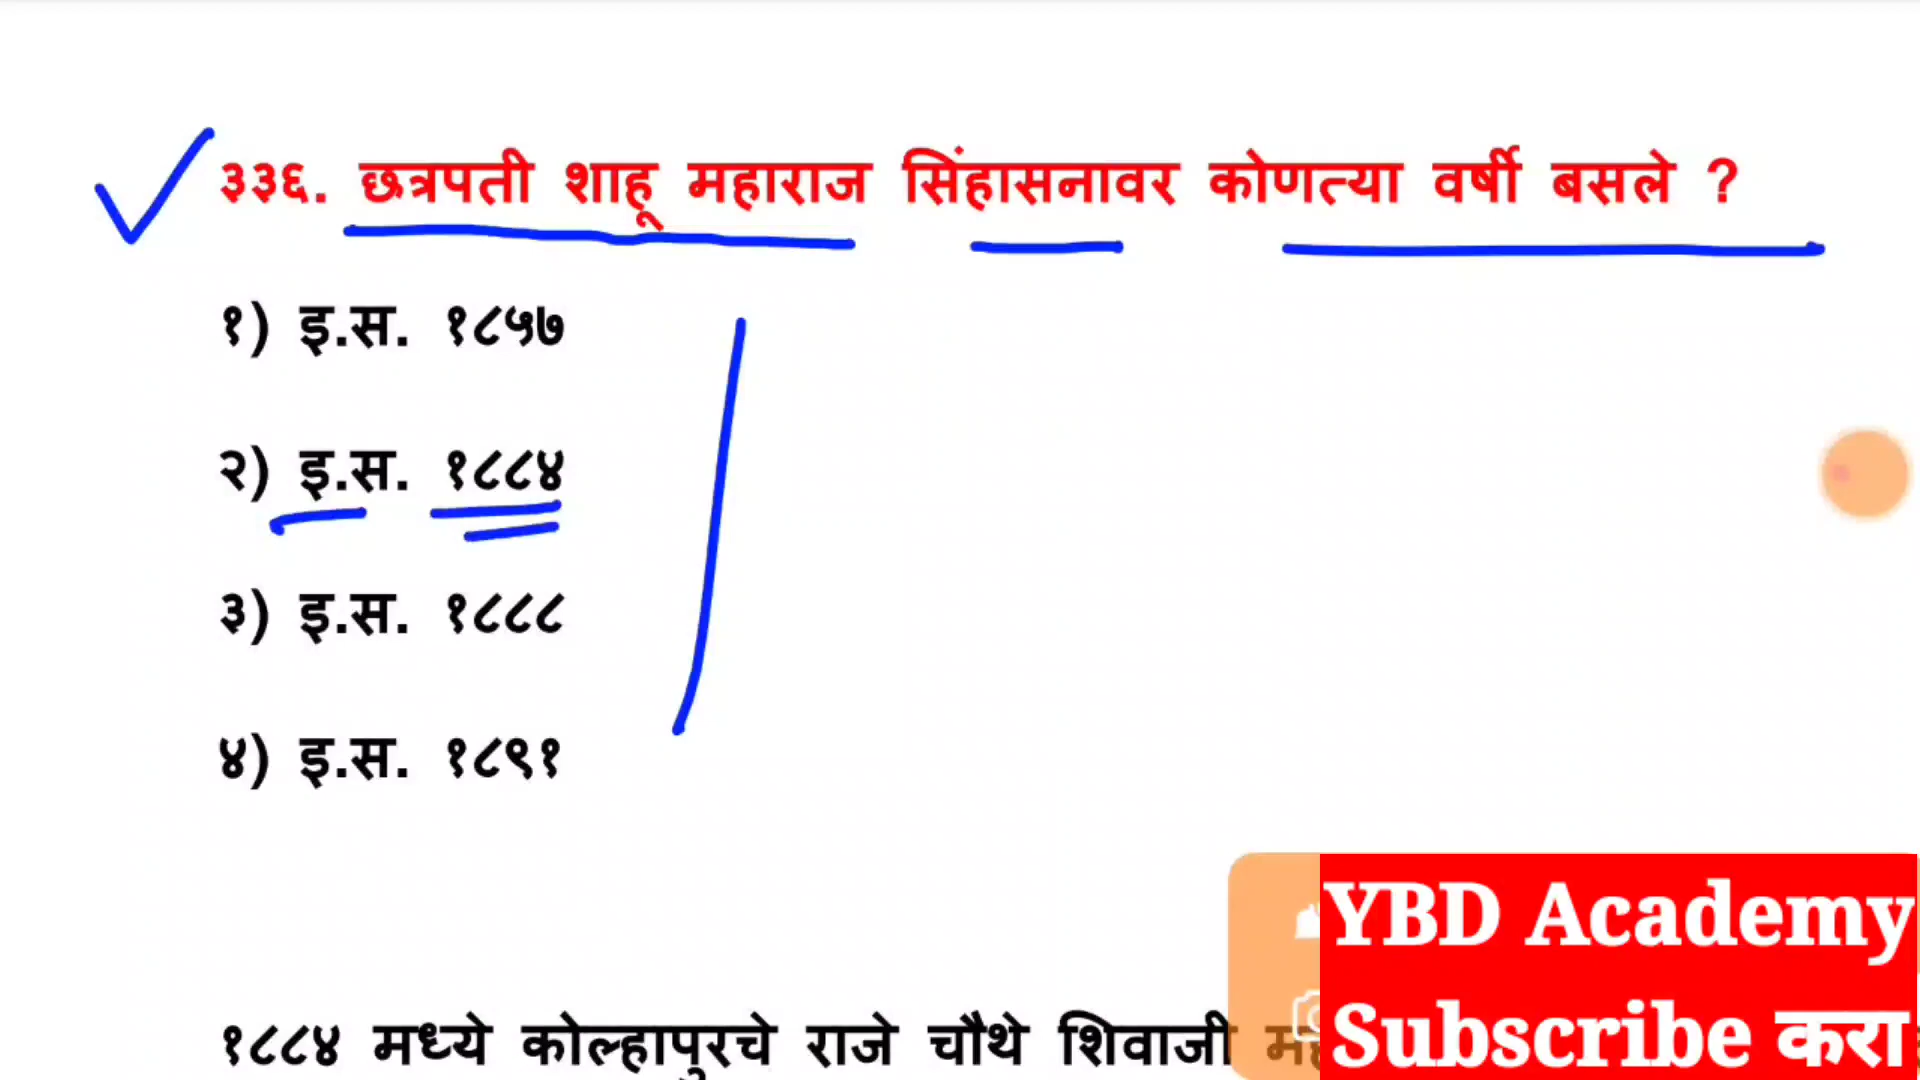 ३३६. छत्रपती शाहू महाराज सिंहासनावर कोणत्या वर्षी बसले ?
१) इ.स. १८५७
२) इ.स. १८८४
३) इ.स. १८८८
४) इ.स. १८९१
YBD Academy
Subscribe करा
१८८४ मध्ये कोल्हापुरचे राजे चौथे शिवाजी